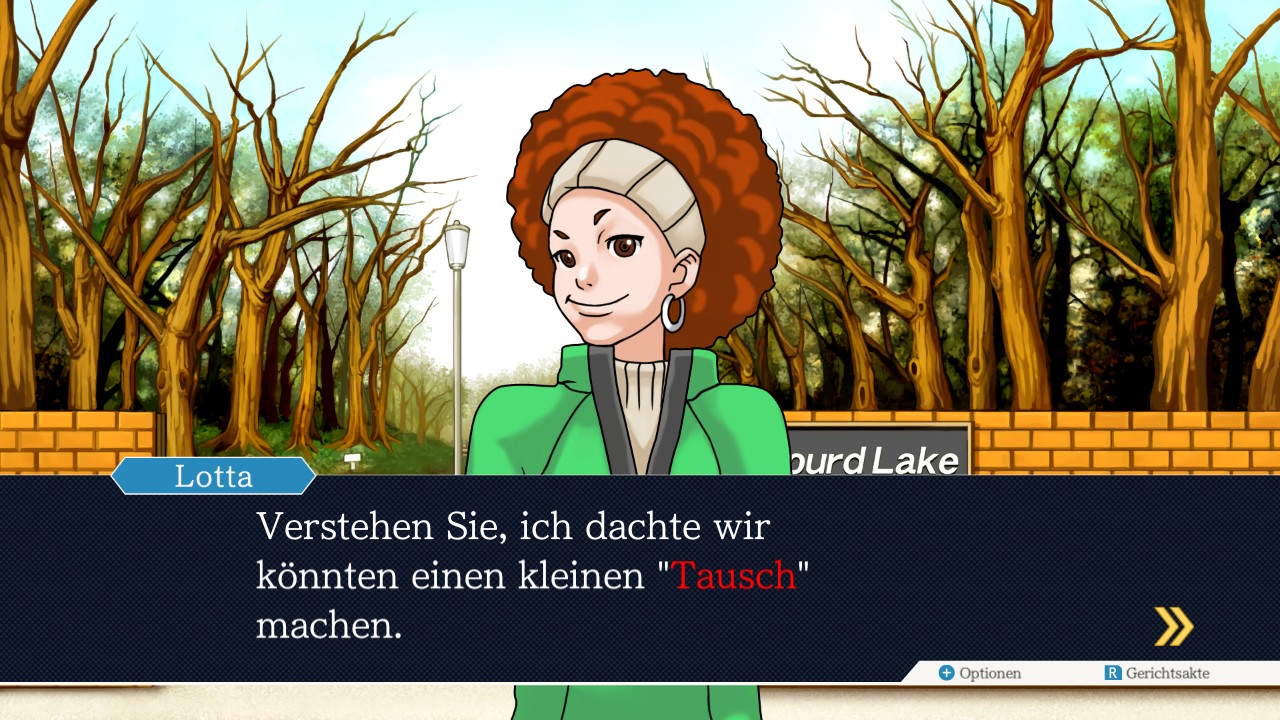 ourd Lake
Lotta
Verstehen Sie, ich dachte wir
könnten einen kleinen "Tausch"
machen.
Optionen
R Gerichtsakte